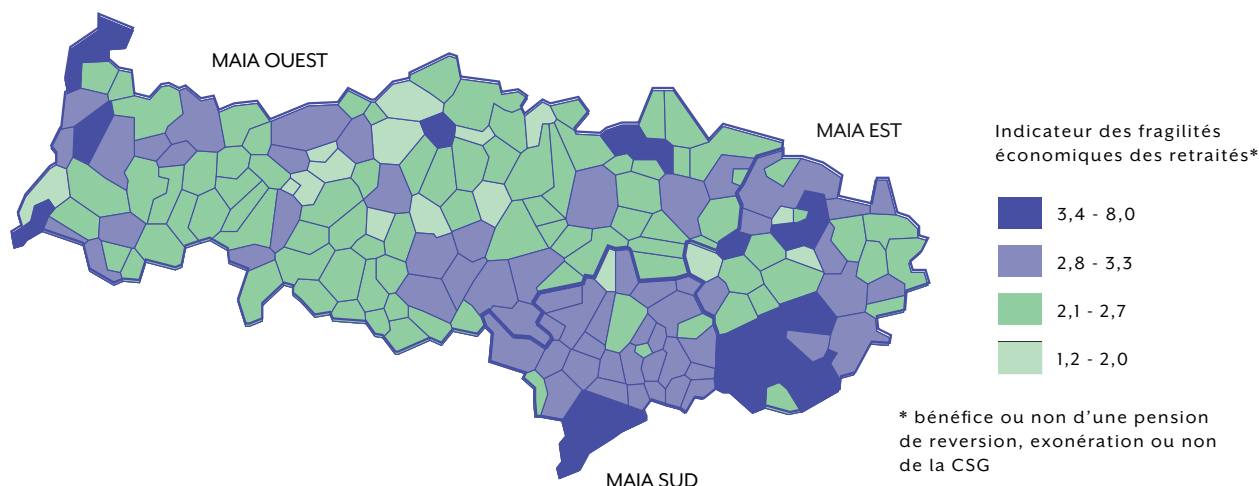 MAIA OUEST
MAIA EST
MAIA SUD
Indicateur des fragilités
économiques des retraités*
3,4 - 8,0
2,8 - 3,3
2,1 - 2,7
1,2 - 2,0
* bénéfice ou non d’une pension
de reversion, exonération ou non
de la CSG